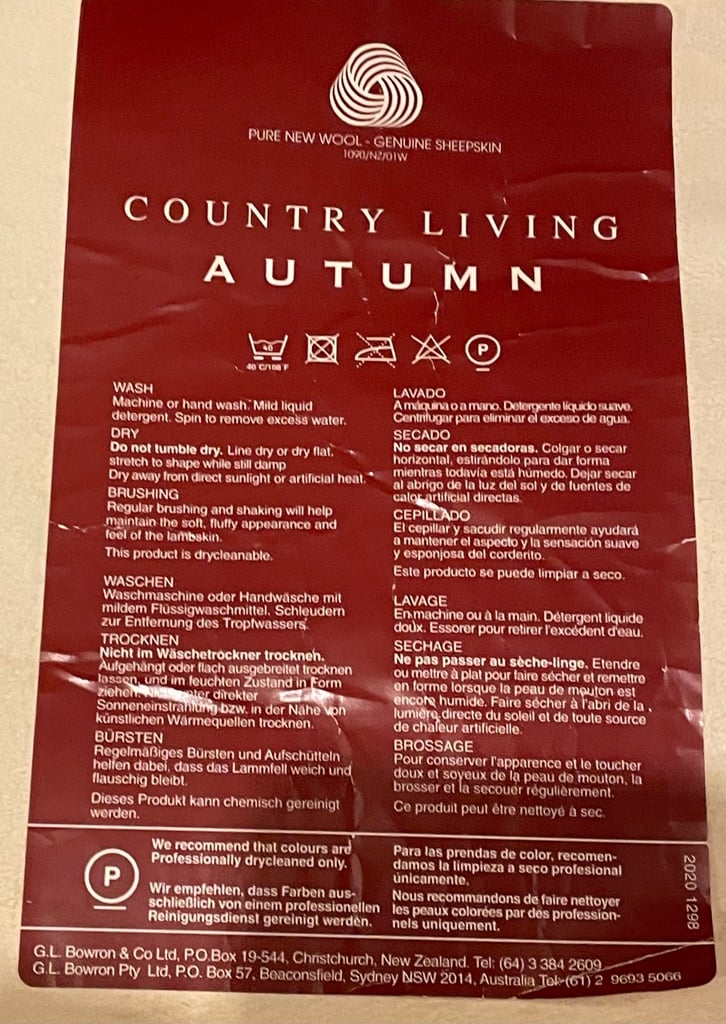 PURE NEW WOOL - GENUINE SHEEPSKIN
1090/NZ/01W
COUNTRY LIVING
AUTUMN
40
40 C/108 F
P
WASH
Machine or hand wash. Mild liquid
detergent. Spin to remove excess water.
DRY
Do not tumble dry. Line dry or dry flat,
stretch to shape while still damp
Dry away from direct sunlight or artificial heat.
BRUSHING
Regular brushing and shaking will help
maintain the soft, fluffy appearance and
feel of the lambskin.
This product is drycleanable.
LAVADO
A máquina o a mano. Detergente líquido suave.
Centrifugar para eliminar el exceso de agua.
SECADO
No secar en secadoras. Colgar o secar
horizontal, estirándolo para dar forma
mientras todavía está húmedo. Dejar secar
al abrigo de la luz del sol y de fuentes de
calor artificial directas.
CEPILLADO
El cepillar y sacudir regularmente ayudará
a mantener el aspecto y la sensación suave
y esponjosa del corderito.
Este producto se puede limpiar a seco.
WASCHEN
Waschmaschine oder Handwäsche mit
mildem Flüssigwaschmittel. Schleudern
zur Entfernung des Tropfwassers.
TROCKNEN
Nicht im Wäschetrockner trocknen.
Aufgehängt oder flach ausgebreitet trocknen
lassen, und im feuchten Zustand in Form
ziehen. direkter
Sonneneinstrahlung bzw. in der Nähe von
künstlichen Wärmequellen trocknen.
BÜRSTEN
Regelmäßiges Bürsten und Aufschütteln
helfen dabei, dass das Lammfell weich und
flauschig bleibt.
Dieses Produkt kann chemisch gereinigt
werden.
LAVAGE
En machine ou à la main. Détergent liquide
doux. Essorer pour retirer l'excédent d'eau.
SECHAGE
Ne pas passer au sèche-linge. Etendre
ou mettre à plat pour faire sécher et remettre
en forme lorsque la peau de mouton est
encore humide. Faire sécher à l'abri de la
lumière directe du soleil et de toute source
de chaleur artificielle.
BROSSAGE
Pour conserver l'apparence et le toucher
doux et soyeux de la peau de mouton, la
brosser et la secouer régulièrement.
Ce produit peut être nettoyé à sec.
P
We recommend that colours are
Professionally drycleaned only.
Wir empfehlen, dass Farben aus-
schließlich von einem professionellen
Reinigungsdienst gereinigt werden.
Para las prendas de color, recomen-
damos la limpieza a seco profesional
únicamente.
Nous recommandons de faire nettoyer
les peaux colorées par des profession-
nels uniquement.
2020 1298
G.L. Bowron & Co Ltd, P.O.Box 19-544, Christchurch, New Zealand. Tel: (64) 3 384 2609
G.L. Bowron Pty Ltd, P.O. Box 57, Beaconsfield, Sydney NSW 2014, Australia Tel: (61) 2 9693 5066